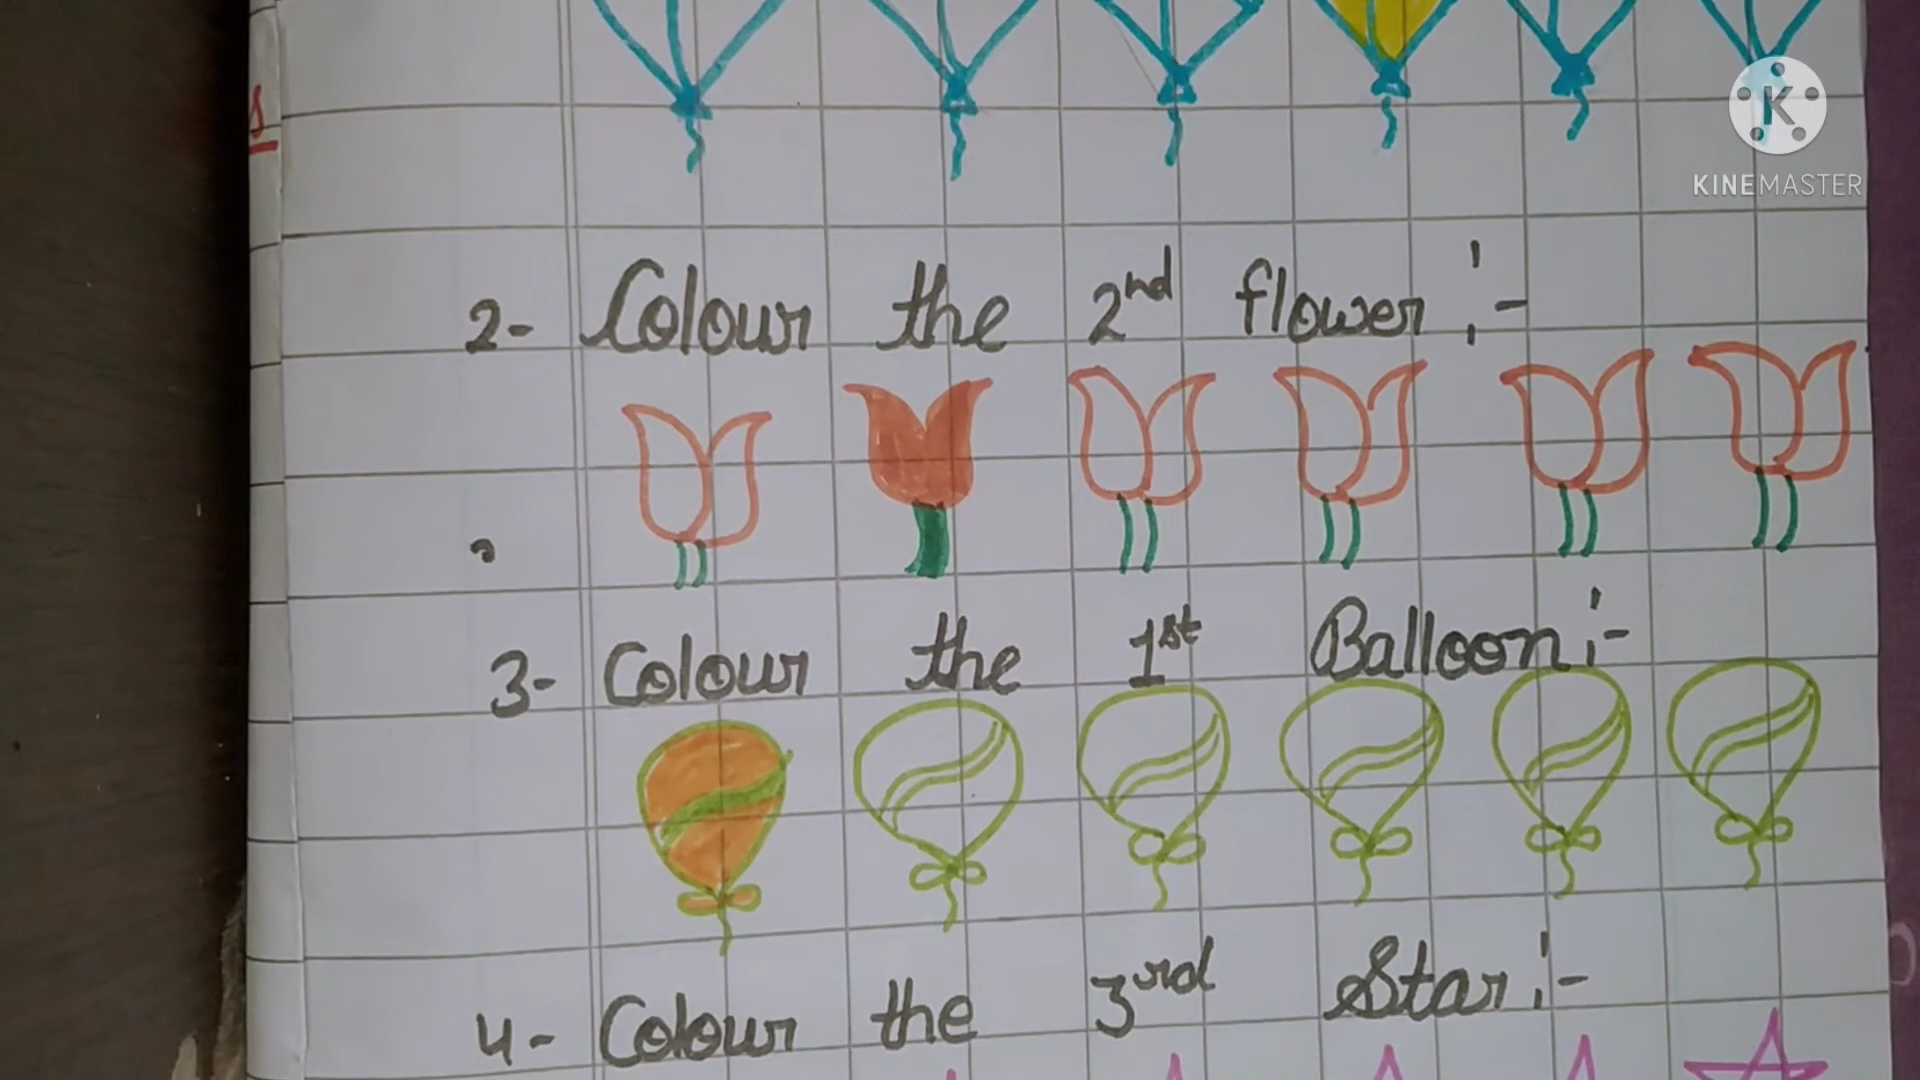 s
KINEMASTER
2- Colour the 2nd flower :-
3- Colour the 1st Balloon :-
4- Colour the 3rd Star :-